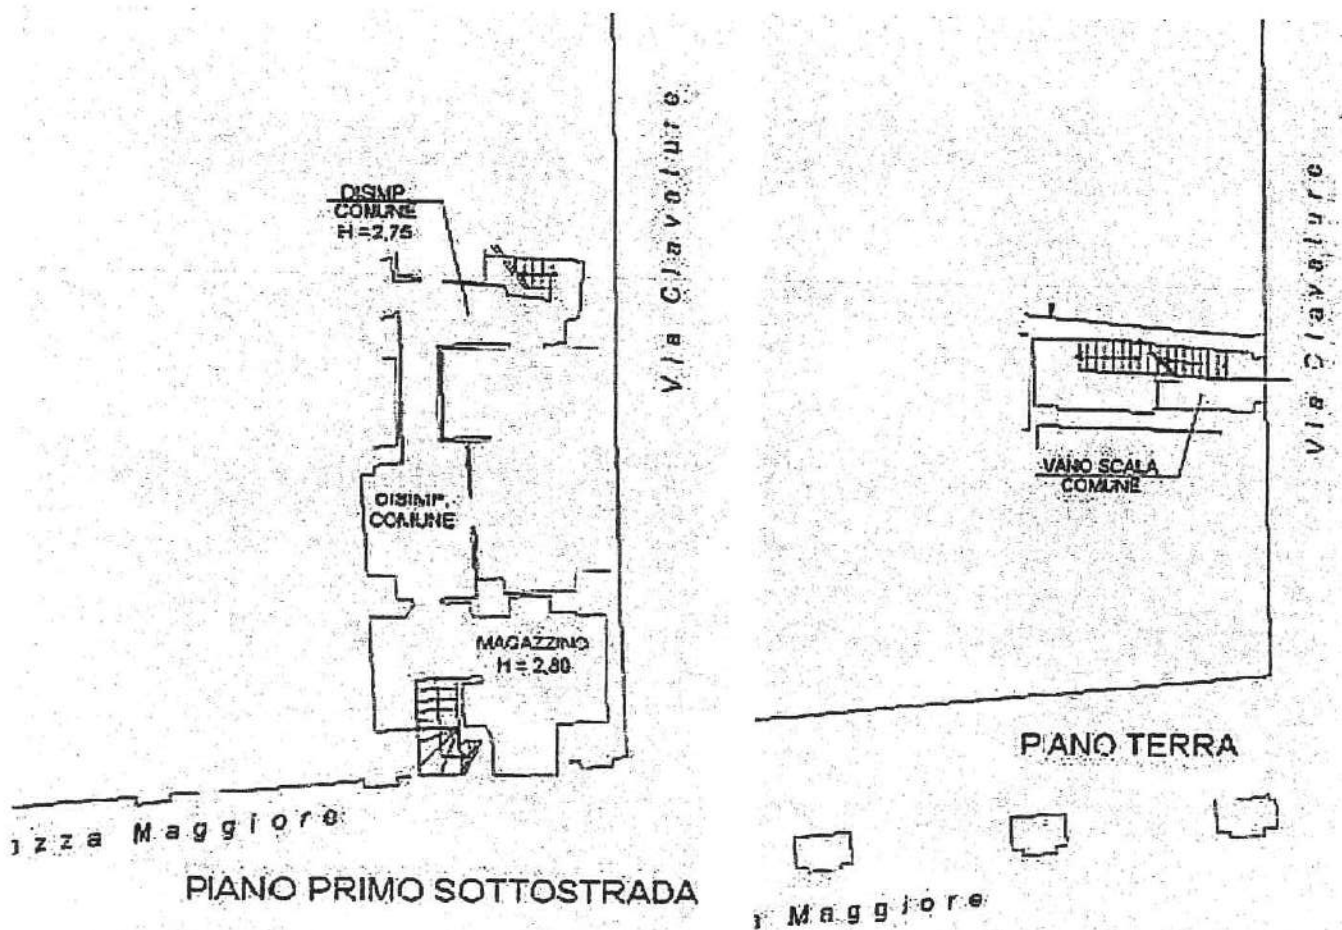 DISIMP.
COMUNE
H = 2,75
Via Clavature
DISIMP.
COMUNE
MAGAZZINO
H = 2,80
azza Maggiore
PIANO PRIMO SOTTOSTRADA
Via Clavature
VANO SCALA
COMUNE
PIANO TERRA
a Maggiore